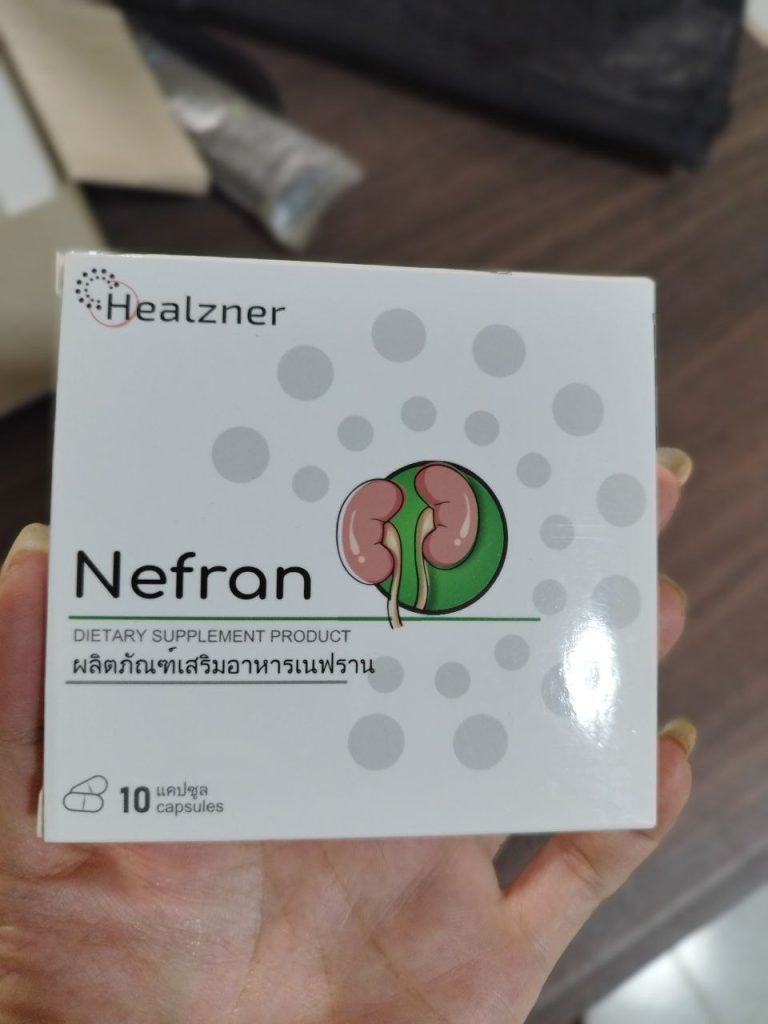 Healzner
Nefran
DIETARY SUPPLEMENT PRODUCT
ผลิตภัณฑ์เสริมอาหารเนฟราน
10 แคปซูล
capsules